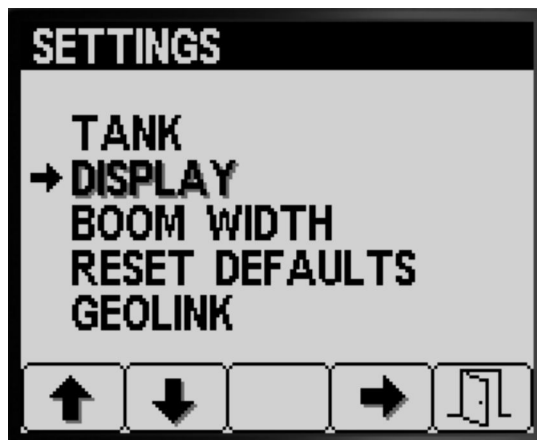 SETTINGS
TANK
DISPLAY
BOOM WIDTH
RESET DEFAULTS
GEOLINK